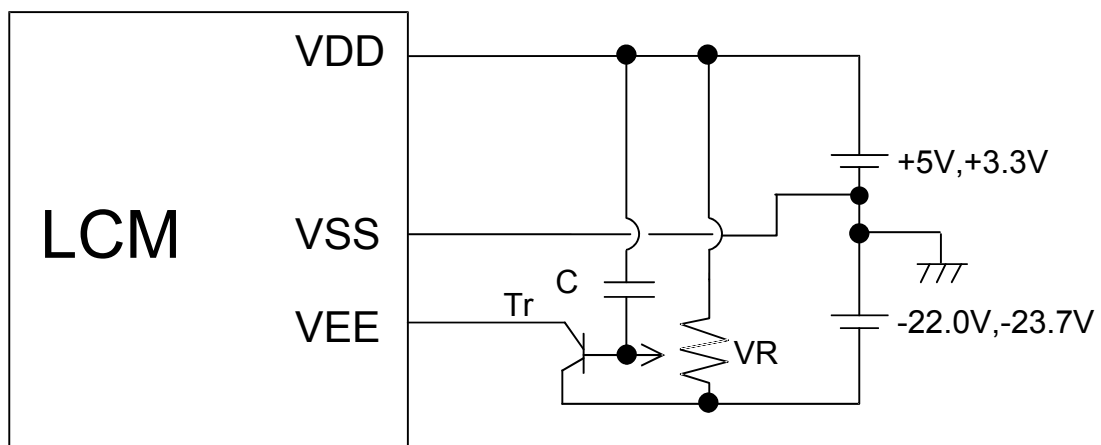 VDD
+5V,+3.3V
LCM
VSS
C
Tr
VEE
-22.0V,-23.7V
VR